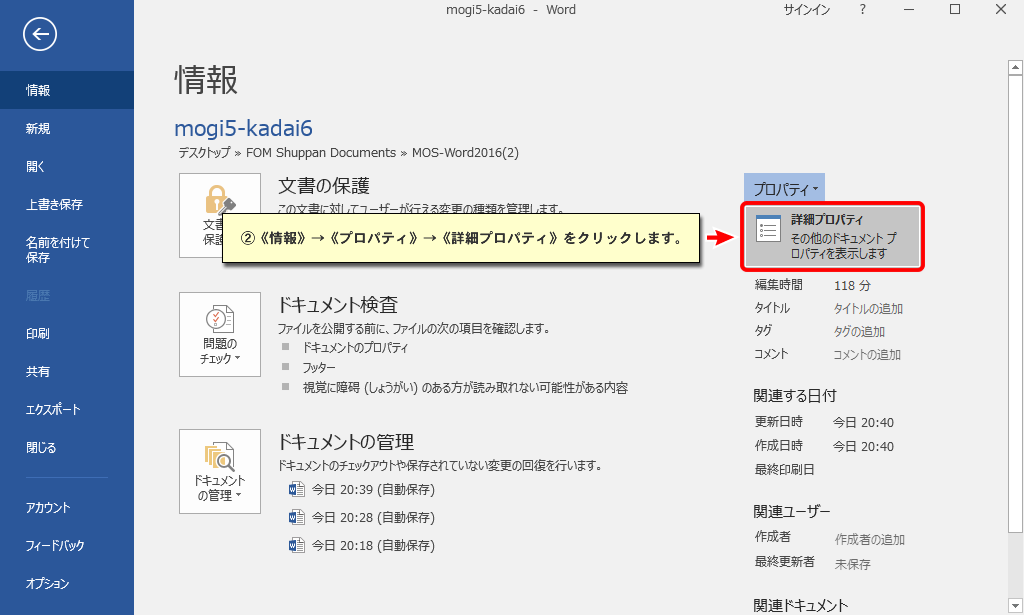 mogi5-kadai6 - Word
サインイン
?
情報
新規
開く
上書き保存
名前を付けて
保存
履歴
印刷
共有
エクスポート
閉じる
アカウント
フィードバック
オプション
情報
mogi5-kadai6
デスクトップ » FOM Shuppan Documents » MOS-Word2016(2)
文書の保護
この文書に対してユーザーが行える変更の種類を管理します。
文書
保護
②《情報》→《プロパティ》→《詳細プロパティ》をクリックします。
問題の
チェック
ドキュメント検査
ファイルを公開する前に、ファイルの次の項目を確認します。
ドキュメントのプロパティ
フッター
視覚に障碍 (しょうがい) のある方が読み取れない可能性がある内容
ドキュメント
の管理
ドキュメントの管理
ドキュメントのチェックアウトや保存されていない変更の回復を行います。
今日 20:39 (自動保存)
今日 20:28 (自動保存)
今日 20:18 (自動保存)
プロパティ
詳細プロパティ
その他のドキュメント プ
ロパティを表示します
編集時間 118 分
タイトル タイトルの追加
タグ タグの追加
コメント コメントの追加
関連する日付
更新日時 今日 20:40
作成日時 今日 20:40
最終印刷日
関連ユーザー
作成者 作成者の追加
最終更新者 未保存
関連ドキュメント